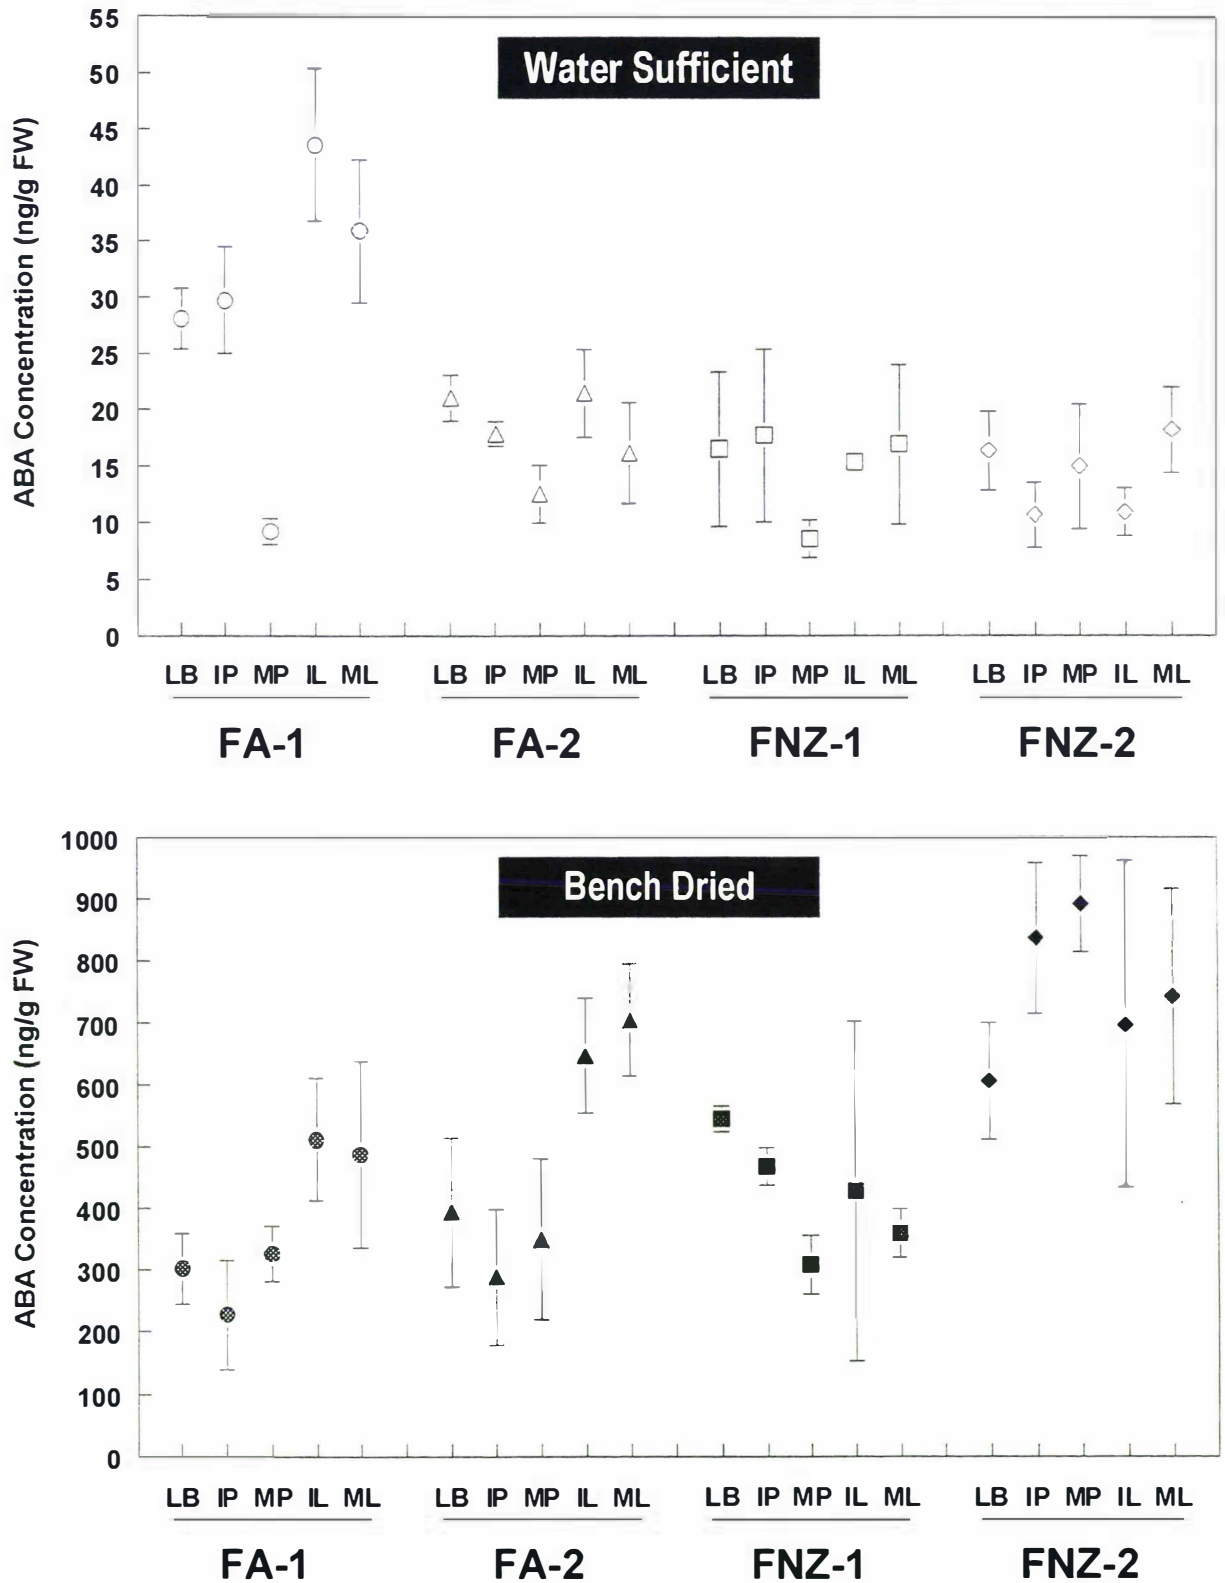 Water Sufficient
ABA Concentration (ng/g FW)
55
50
45
40
35
30
25
20
15
10
5
0
LB IP MP IL ML LB IP MP IL ML LB IP MP IL ML LB IP MP IL ML
FA-1 FA-2 FNZ-1 FNZ-2
Bench Dried
ABA Concentration (ng/g FW)
1000
900
800
700
600
500
400
300
200
100
0
LB IP MP IL ML LB IP MP IL ML LB IP MP IL ML LB IP MP IL ML
FA-1 FA-2 FNZ-1 FNZ-2